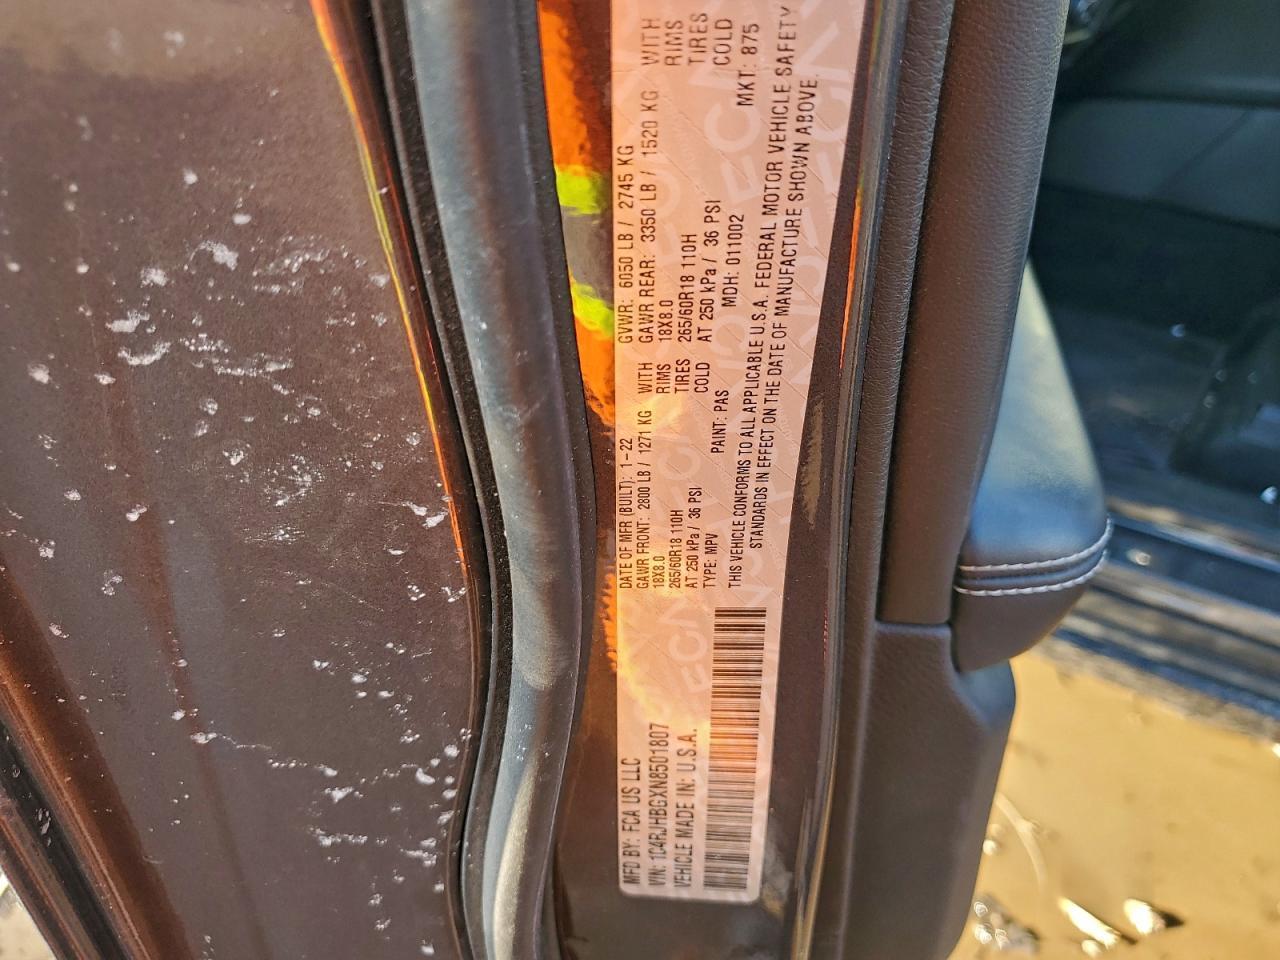 MFD BY: FCA US LLC
DATE OF MFR (BUILT): 1-22
GVWR: 6050 LB / 2745 KG
VIN: 1C4RJHBGXN8501807
GAWR FRONT: 2800 LB / 1271 KG WITH
GAWR REAR: 3350 LB / 1520 KG WITH
VEHICLE MADE IN: U.S.A.
18X8.0 RIMS
18X8.0 RIMS
265/60R18 110H TIRES
265/60R18 110H TIRES
AT 250 kPa / 36 PSI COLD
AT 250 kPa / 36 PSI COLD
TYPE: MPV
PAINT: PAS
MDH: 011002
MKT: 875
THIS VEHICLE CONFORMS TO ALL APPLICABLE U.S.A. FEDERAL MOTOR VEHICLE SAFETY
STANDARDS IN EFFECT ON THE DATE OF MANUFACTURE SHOWN ABOVE.